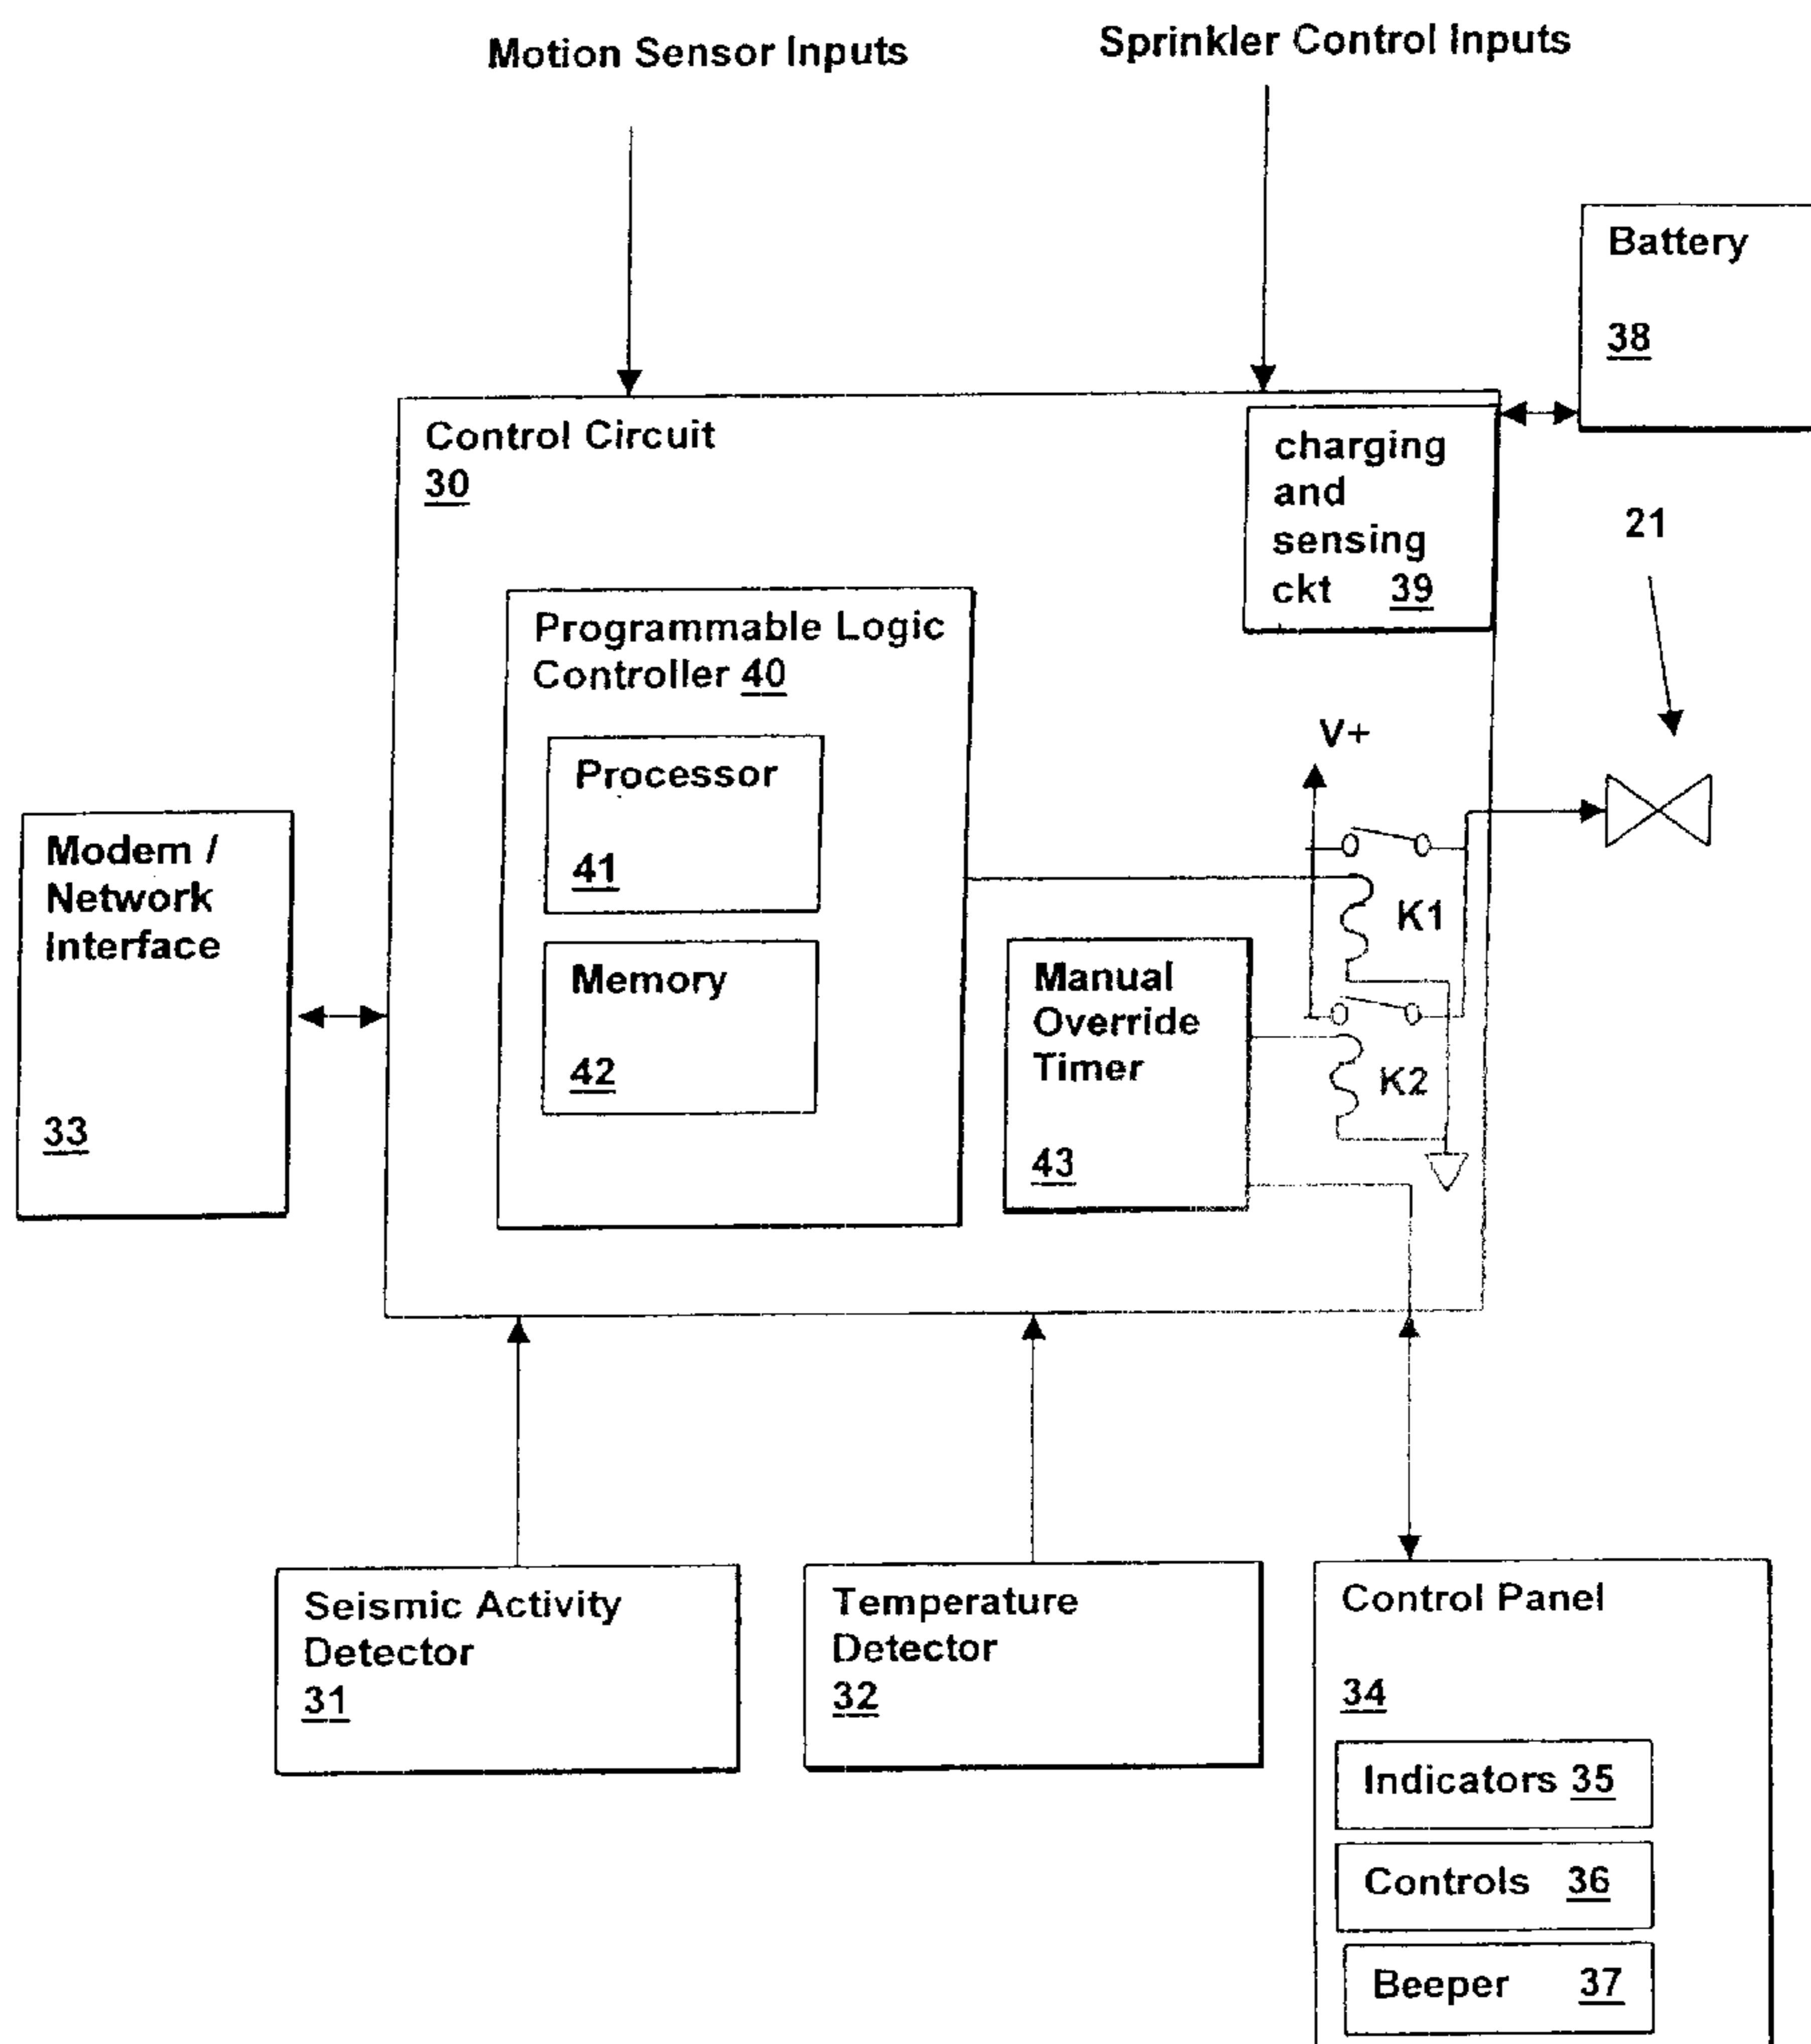 Motion Sensor Inputs
Sprinkler Control Inputs
Battery
38
Control Circuit
30
charging
and
sensing
ckt 39
21
Programmable Logic
Controller 40
V+
Processor
41
Modem /
Network
Interface
33
K1
Memory
42
Manual
Override
Timer
43
K2
Seismic Activity
Detector
31
Temperature
Detector
32
Control Panel
34
Indicators 35
Controls 36
Beeper 37